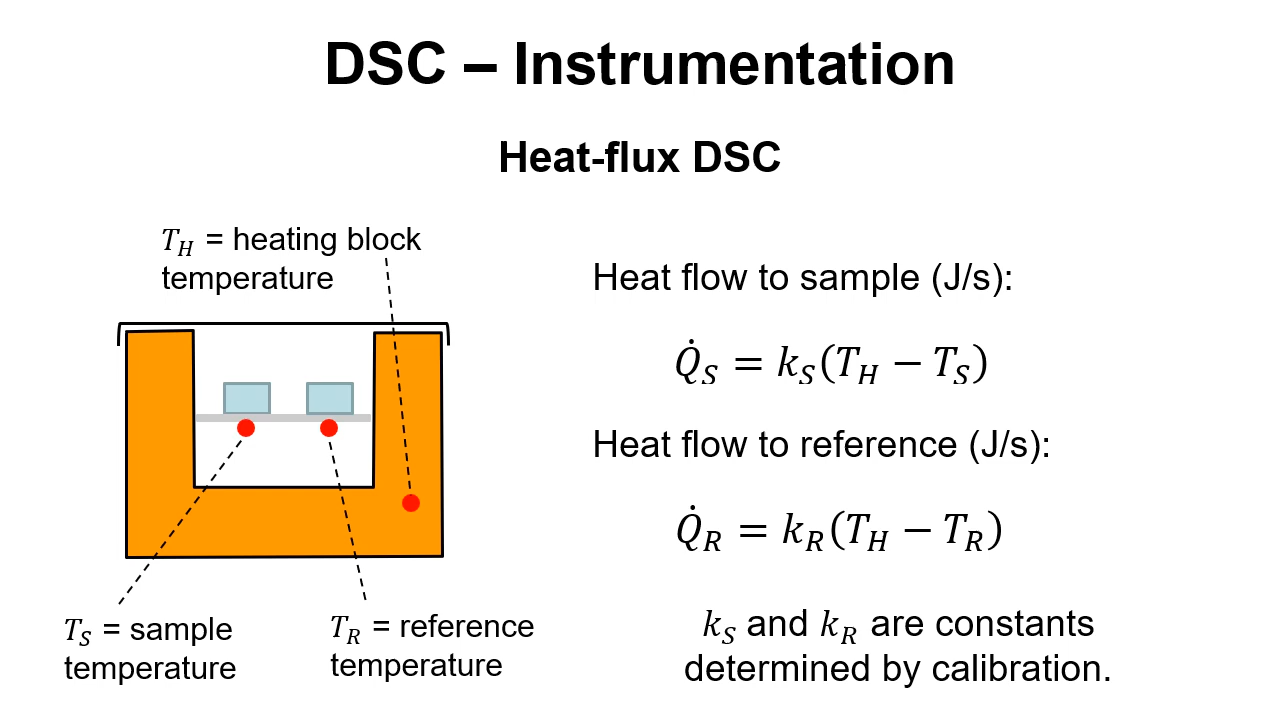 DSC – Instrumentation
Heat-flux DSC
T_H = heating block
temperature
Heat flow to sample (J/s):
Q̇_S = k_S(T_H − T_S)
Heat flow to reference (J/s):
Q̇_R = k_R(T_H − T_R)
T_S = sample
temperature
T_R = reference
temperature
k_S and k_R are constants
determined by calibration.